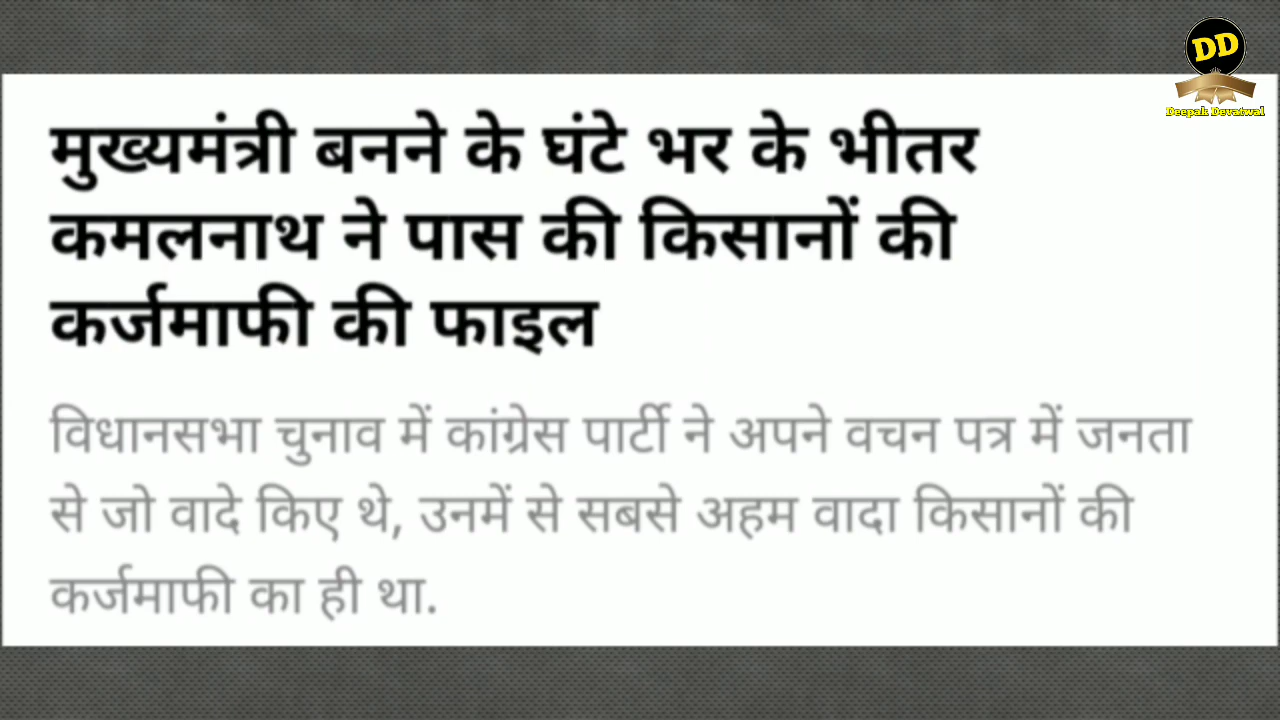 DD
Deepak Devatwal
मुख्यमंत्री बनने के घंटे भर के भीतर
कमलनाथ ने पास की किसानों की
कर्जमाफी की फाइल
विधानसभा चुनाव में कांग्रेस पार्टी ने अपने वचन पत्र में जनता
से जो वादे किए थे, उनमें से सबसे अहम वादा किसानों की
कर्जमाफी का ही था.